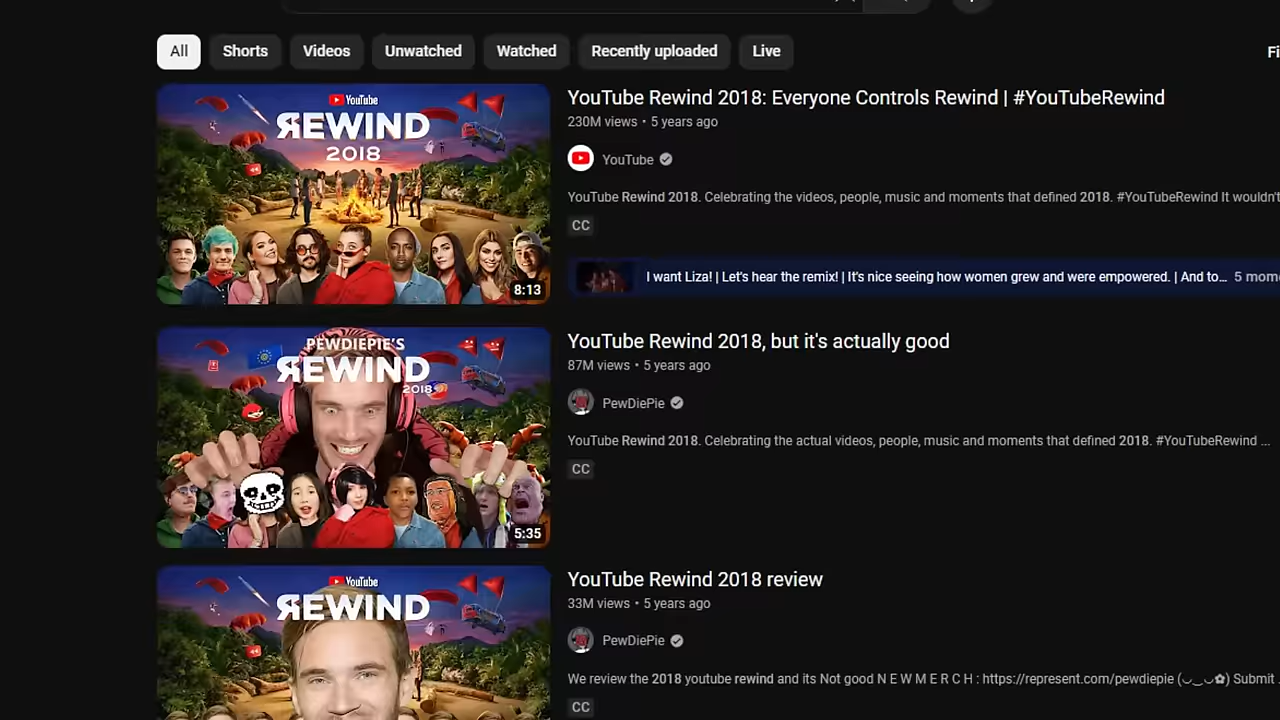 All
Shorts
Videos
Unwatched
Watched
Recently uploaded
Live
Fi
YouTube
REWIND
2018
8:13
YouTube Rewind 2018: Everyone Controls Rewind | #YouTubeRewind
230M views • 5 years ago
YouTube
YouTube Rewind 2018. Celebrating the videos, people, music and moments that defined 2018. #YouTubeRewind It wouldn't
CC
I want Liza! | Let's hear the remix! | It's nice seeing how women grew and were empowered. | And to... 5 mom
PEWDIEPIE'S
REWIND
2018
5:35
YouTube Rewind 2018, but it's actually good
87M views • 5 years ago
PewDiePie
YouTube Rewind 2018. Celebrating the actual videos, people, music and moments that defined 2018. #YouTubeRewind ...
CC
YouTube
REWIND
YouTube Rewind 2018 review
33M views • 5 years ago
PewDiePie
We review the 2018 youtube rewind and its Not good N E W M E R C H : https://represent.com/pewdiepie (◡‿◡✿) Submit
CC